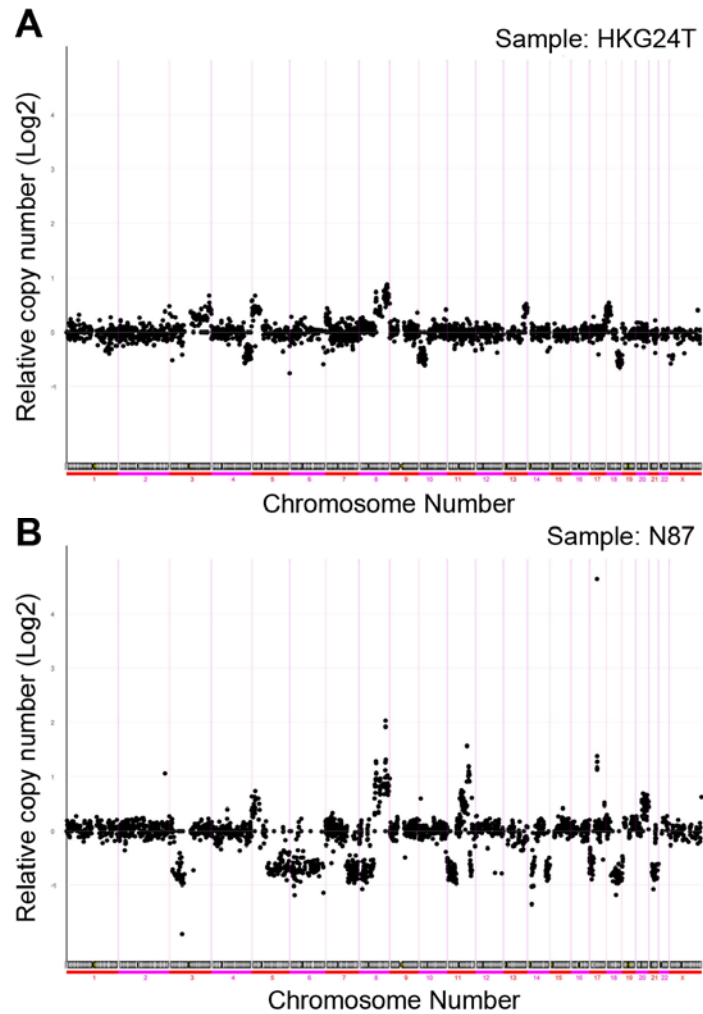 A
Sample: HKG24T
Relative copy number (Log2)
4
3
2
1
0
-1
1 2 3 4 5 6 7 8 9 10 11 12 13 14 15 16 17 18 19 20 21 22 X
Chromosome Number
B
Sample: N87
Relative copy number (Log2)
4
3
2
1
0
-1
1 2 3 4 5 6 7 8 9 10 11 12 13 14 15 16 17 18 19 20 21 22 X
Chromosome Number